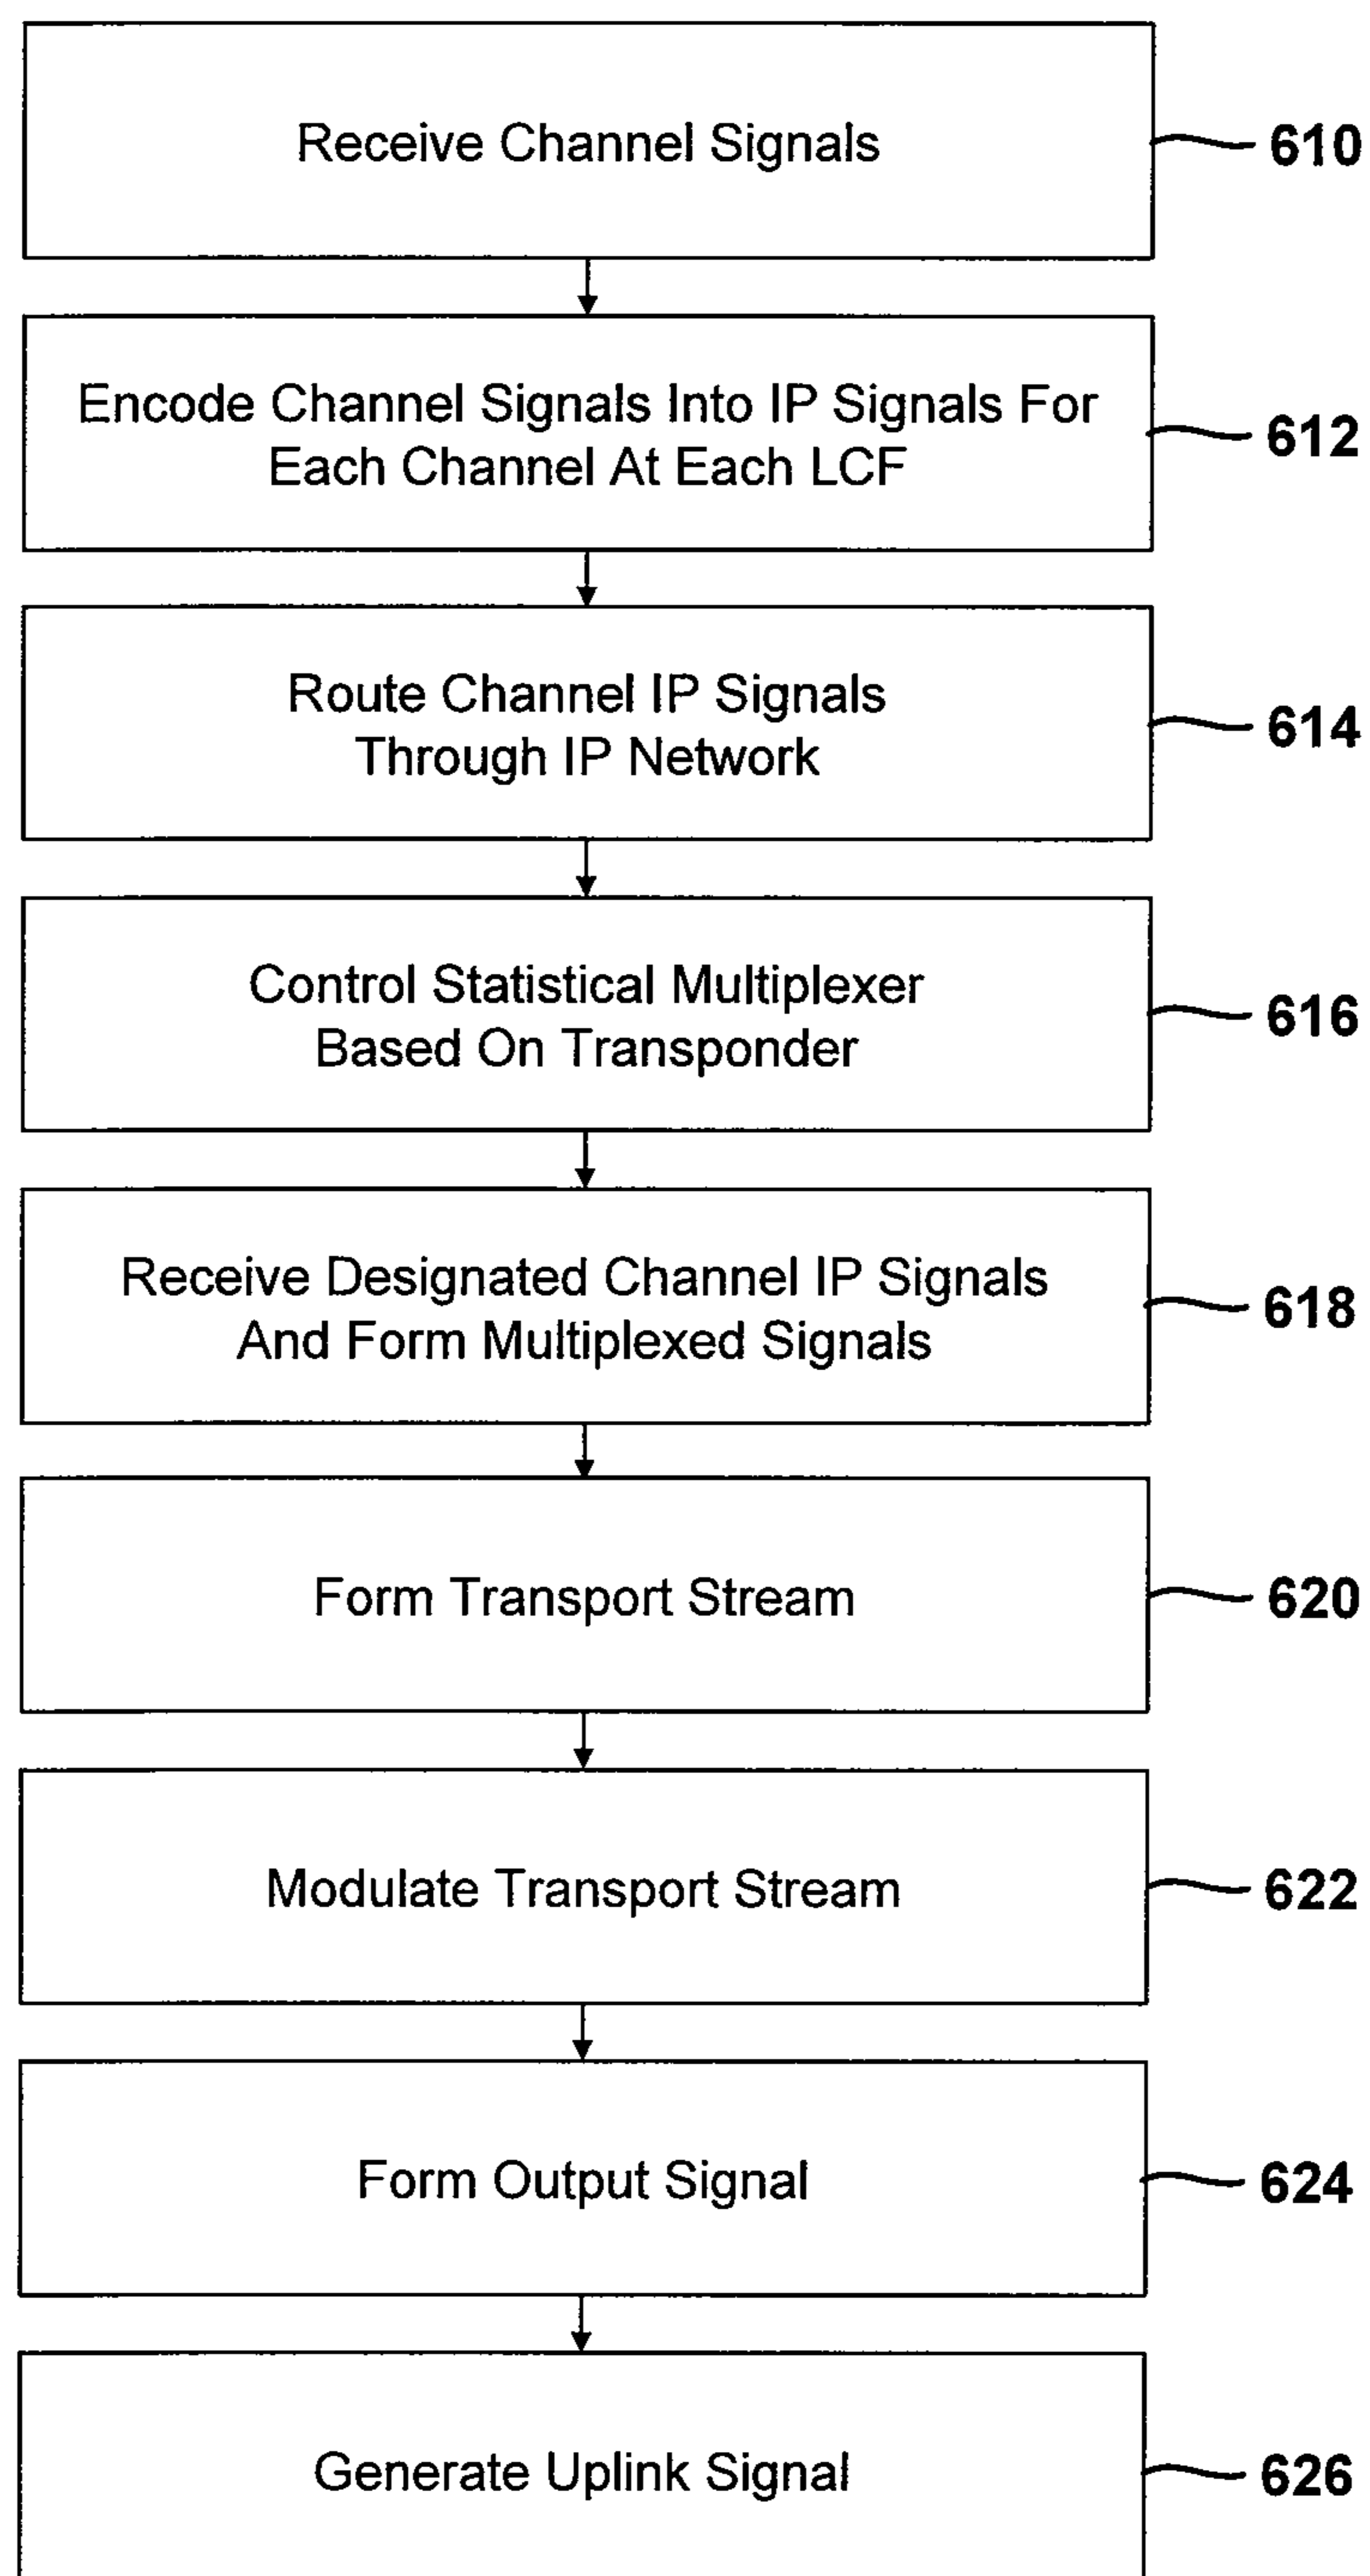 Receive Channel Signals
610
Encode Channel Signals Into IP Signals For
Each Channel At Each LCF
612
Route Channel IP Signals
Through IP Network
614
Control Statistical Multiplexer
Based On Transponder
616
Receive Designated Channel IP Signals
And Form Multiplexed Signals
618
Form Transport Stream
620
Modulate Transport Stream
622
Form Output Signal
624
Generate Uplink Signal
626